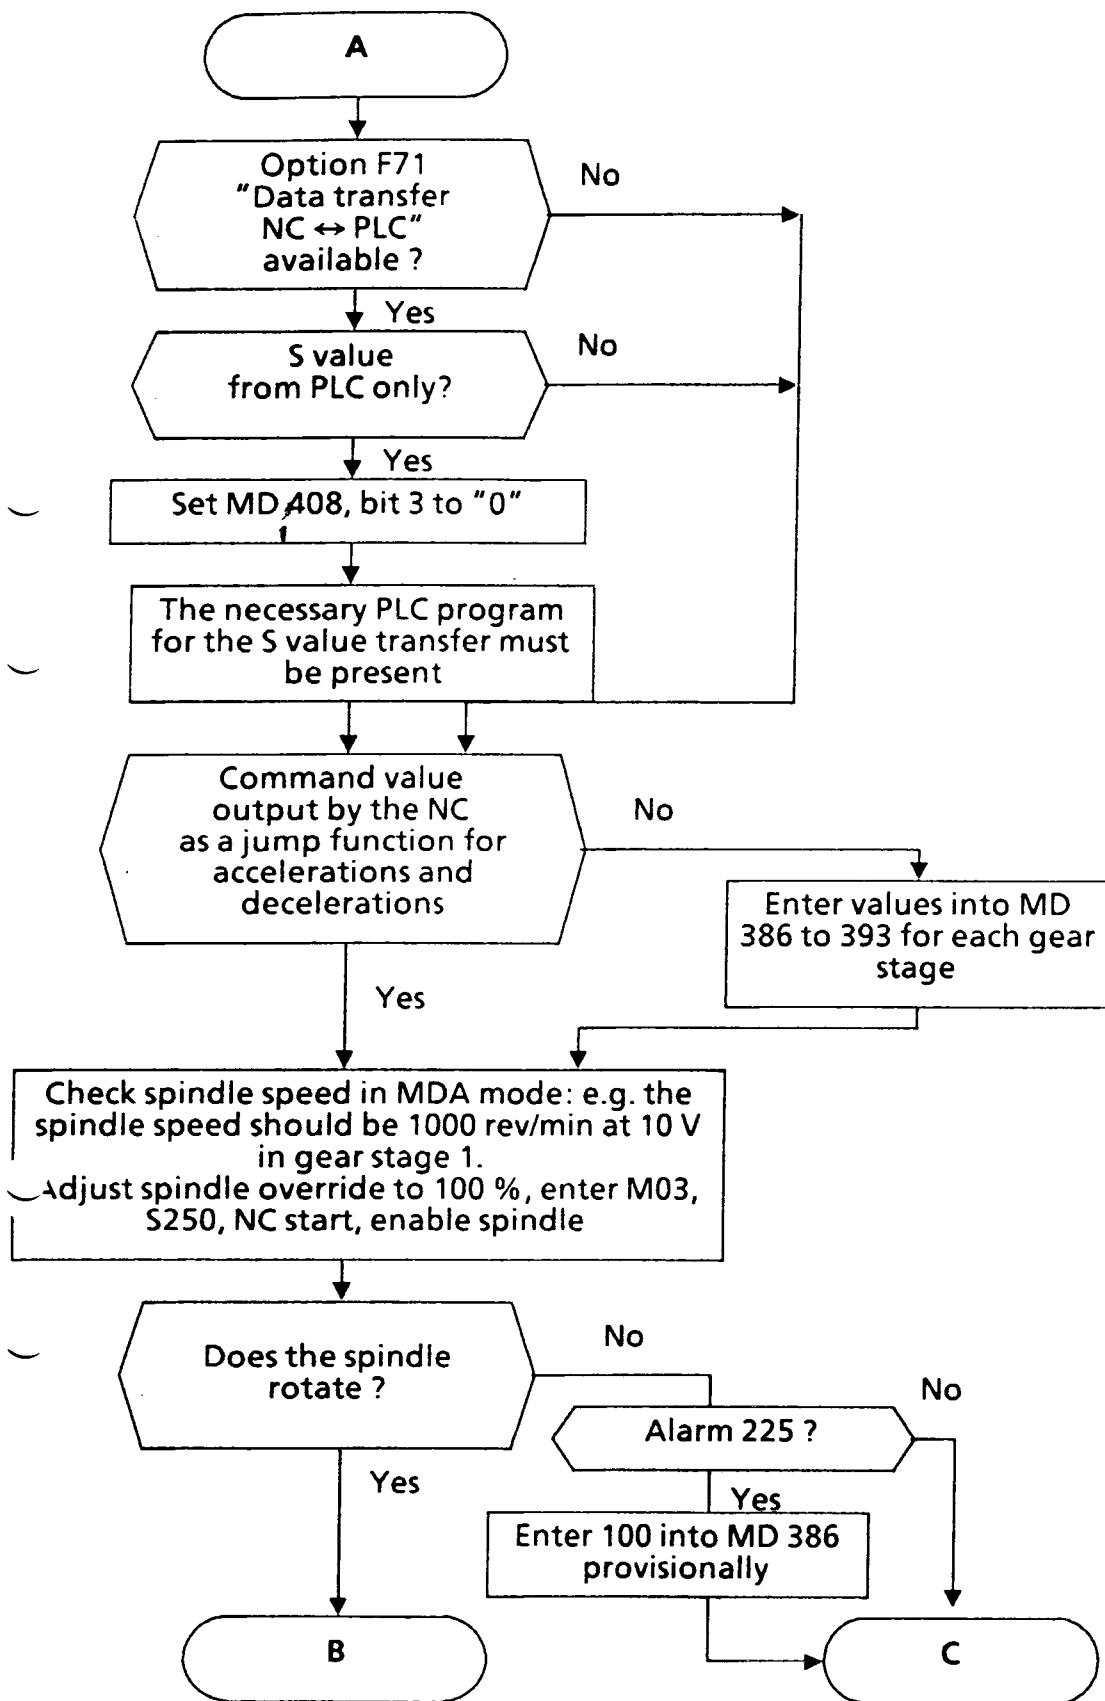 A
Option F71
"Data transfer
NC ↔ PLC"
available ?
No
Yes
S value
from PLC only?
No
Yes
Set MD 408, bit 3 to "0"
The necessary PLC program
for the S value transfer must
be present
Command value
output by the NC
as a jump function for
accelerations and
decelerations
No
Enter values into MD
386 to 393 for each gear
stage
Yes
Check spindle speed in MDA mode: e.g. the
spindle speed should be 1000 rev/min at 10 V
in gear stage 1.
Adjust spindle override to 100 %, enter M03,
S250, NC start, enable spindle
Does the spindle
rotate ?
No
Alarm 225 ?
No
Yes
Yes
Enter 100 into MD 386
provisionally
B
C